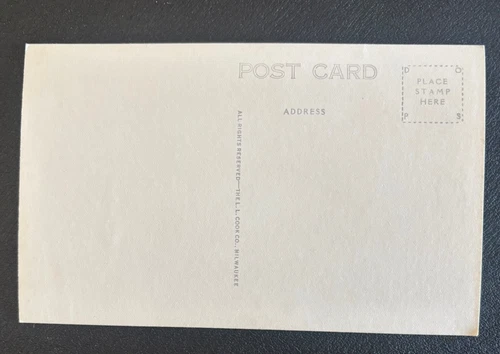 POST CARD
ADDRESS
PLACE
STAMP
HERE
D O
P S
ALL RIGHTS RESERVED—THE L. L. COOK CO., MILWAUKEE